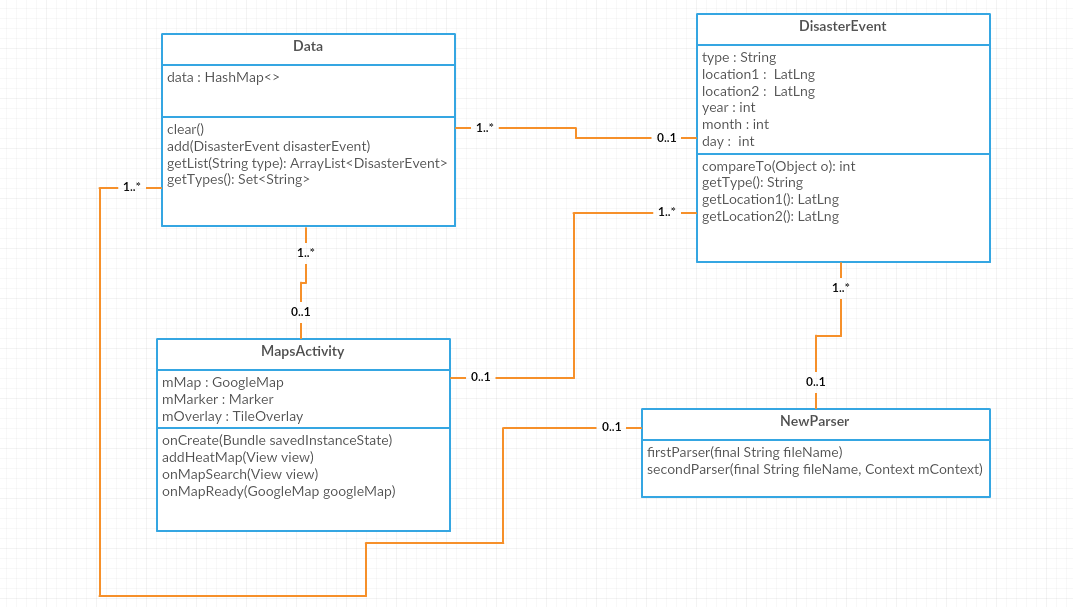 Data
data : HashMap<>
clear()
add(DisasterEvent disasterEvent)
getList(String type): ArrayList<DisasterEvent>
getTypes(): Set<String>
DisasterEvent
type : String
location1 :  LatLng
location2 :  LatLng
year : int
month : int
day :  int
compareTo(Object o): int
getType(): String
getLocation1(): LatLng
getLocation2(): LatLng
1..*
0..1
1..*
1..*
1..*
0..1
1..*
0..1
MapsActivity
mMap : GoogleMap
mMarker : Marker
mOverlay : TileOverlay
onCreate(Bundle savedInstanceState)
addHeatMap(View view)
onMapSearch(View view)
onMapReady(GoogleMap googleMap)
0..1
0..1
NewParser
firstParser(final String fileName)
secondParser(final String fileName, Context mContext)